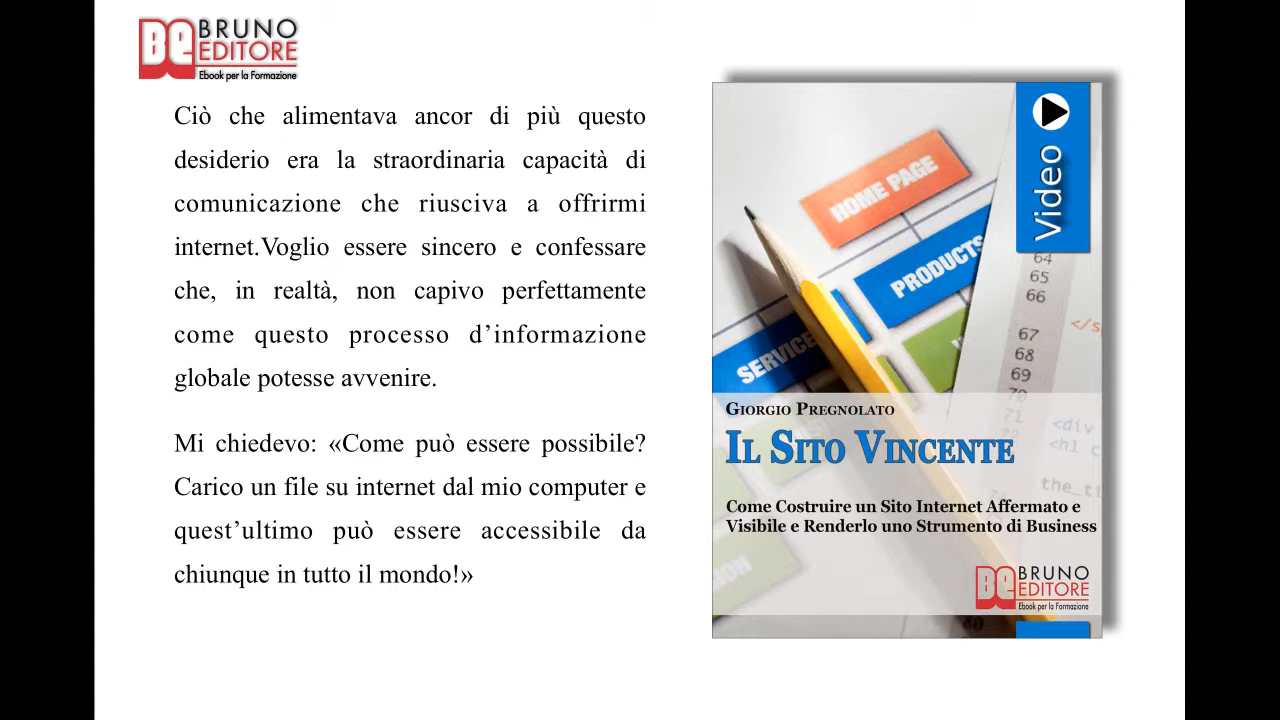 BRUNO
EDITORE
Ebook per la Formazione
Ciò che alimentava ancor di più questo
desiderio era la straordinaria capacità di
comunicazione che riusciva a offrirmi
internet.Voglio essere sincero e confessare
che, in realtà, non capivo perfettamente
come questo processo d’informazione
globale potesse avvenire.
Mi chiedevo: «Come può essere possibile?
Carico un file su internet dal mio computer e
quest’ultimo può essere accessibile da
chiunque in tutto il mondo!»
Video
HOME PAGE
PRODUCTS
64
65
66
67
68
69
70
71
<div
<h1 c
GIORGIO PREGNOLATO
IL SITO VINCENTE
Come Costruire un Sito Internet Affermato e
Visibile e Renderlo uno Strumento di Business
BRUNO
EDITORE
Ebook per la Formazione